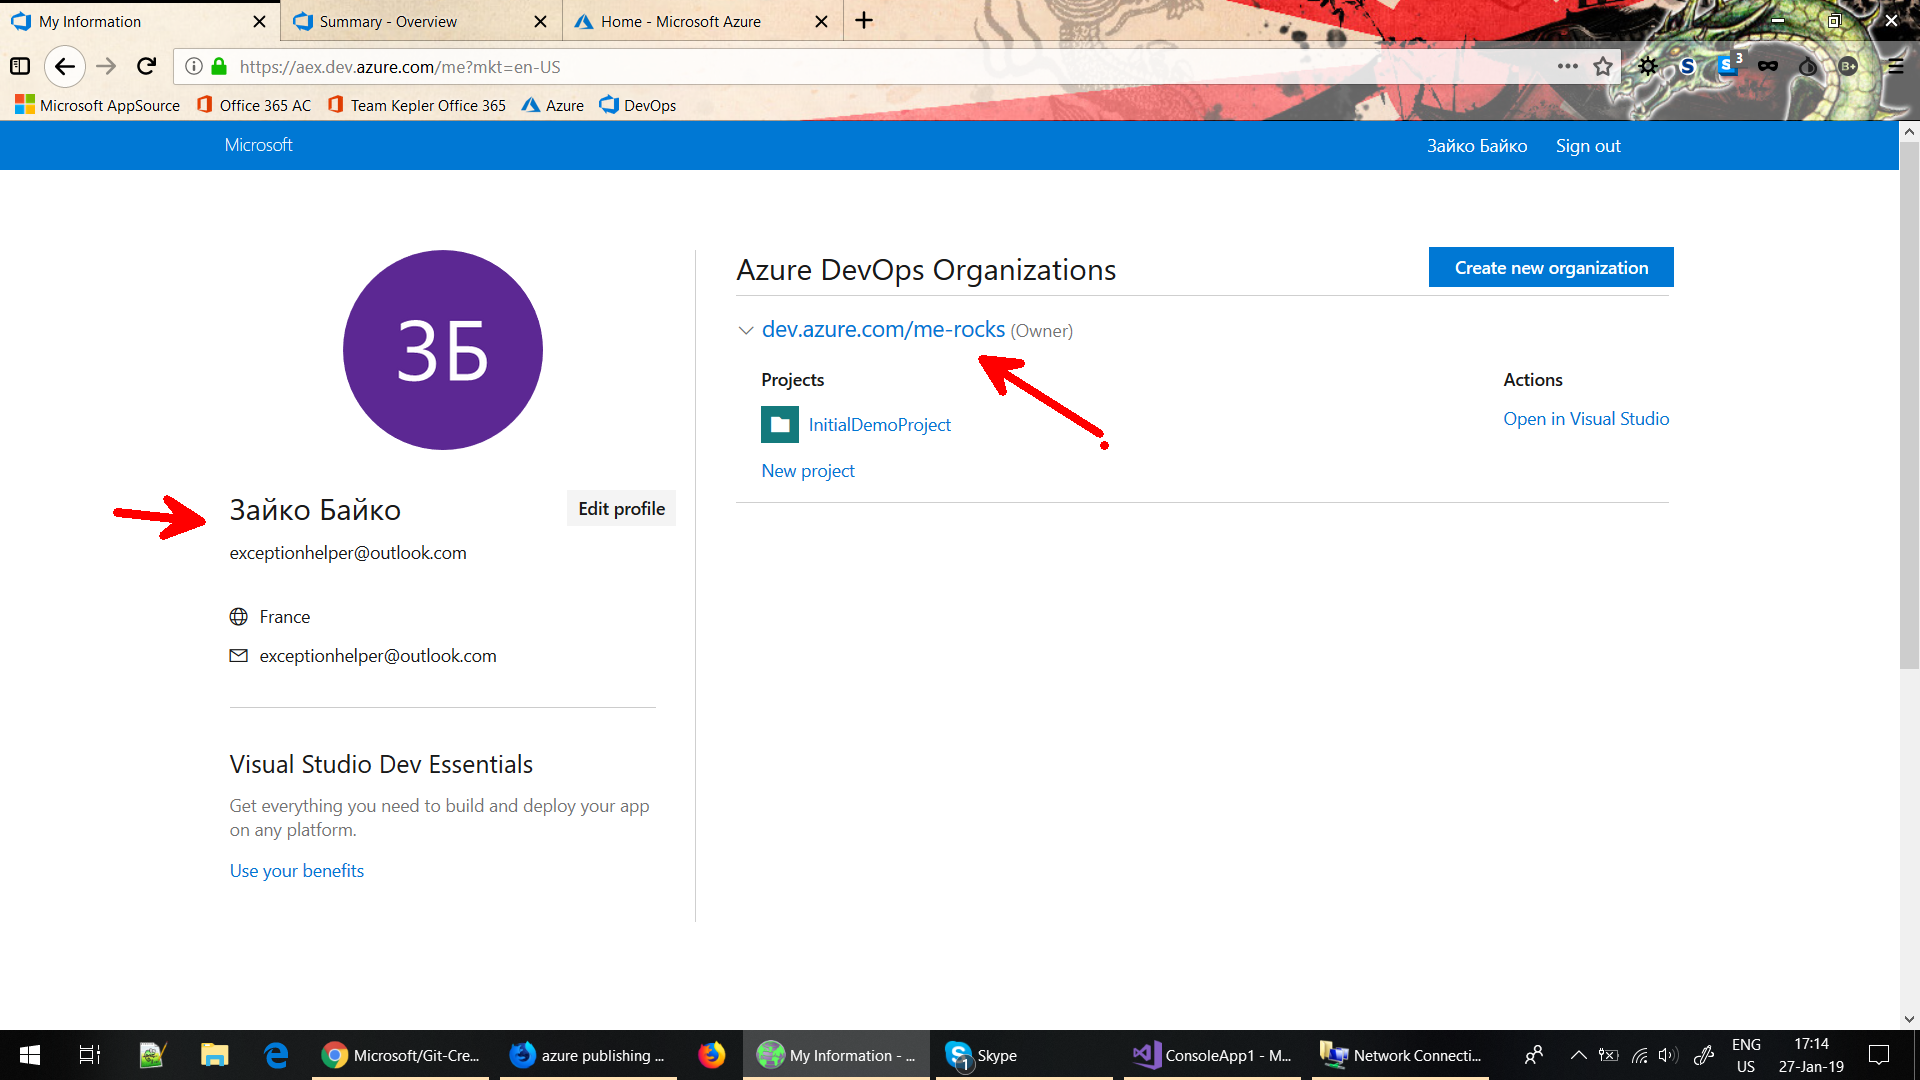 My Information
Summary - Overview
Home - Microsoft Azure
https://aex.dev.azure.com/me?mkt=en-US
3
B+
Microsoft AppSource
Office 365 AC
Team Kepler Office 365
Azure
DevOps
Microsoft
Зайко Байко
Sign out
ЗБ
Зайко Байко
Edit profile
exceptionhelper@outlook.com
France
exceptionhelper@outlook.com
Visual Studio Dev Essentials
Get everything you need to build and deploy your app
on any platform.
Use your benefits
Azure DevOps Organizations
Create new organization
dev.azure.com/me-rocks (Owner)
Projects
Actions
InitialDemoProject
Open in Visual Studio
New project
Microsoft/Git-Cre...
azure publishing ...
My Information - ...
1
Skype
ConsoleApp1 - M...
Network Connecti...
ENG
US
17:14
27-Jan-19